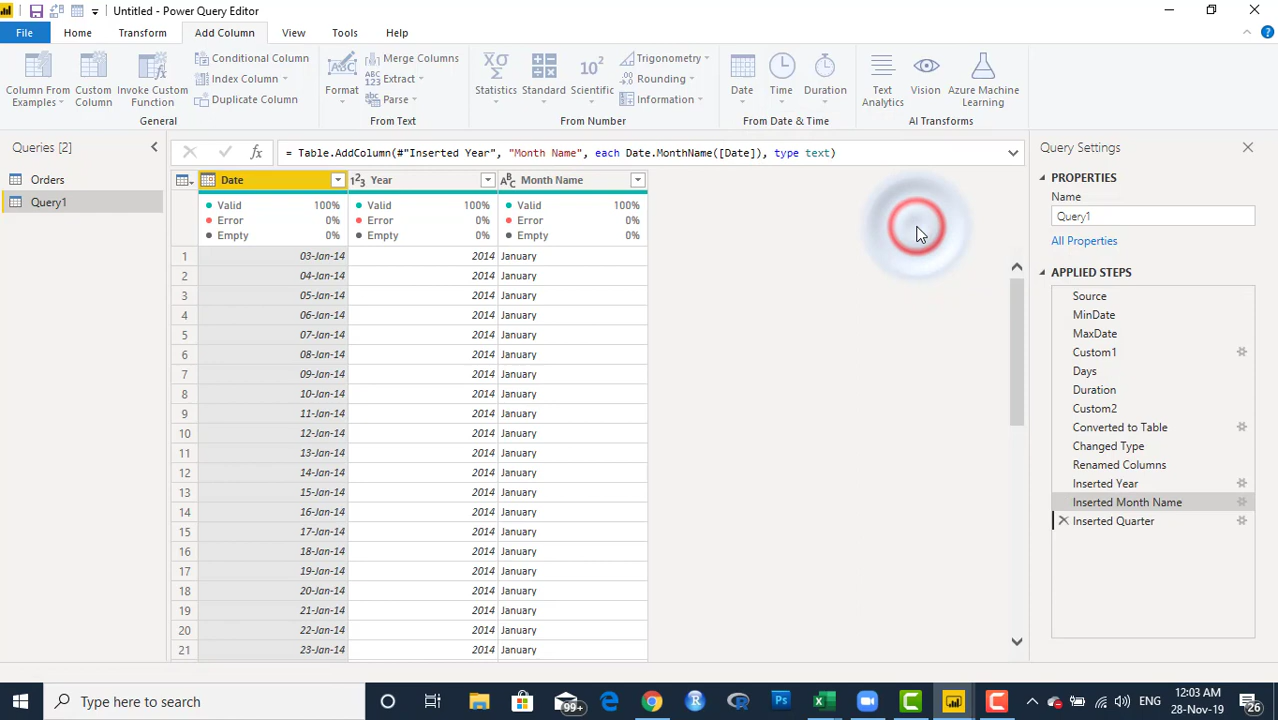 Untitled - Power Query Editor
File Home Transform Add Column View Tools Help
Column From Examples
Custom Column
Invoke Custom Function
Conditional Column
Index Column
Duplicate Column
General
Format
Merge Columns
Extract
Parse
From Text
Statistics
Standard
Scientific
10²
Trigonometry
Rounding
Information
From Number
Date
Time
Duration
From Date & Time
Text Analytics
Vision
Azure Machine Learning
AI Transforms
Queries [2]
Orders
Query1
= Table.AddColumn(#"Inserted Year", "Month Name", each Date.MonthName([Date]), type text)
Date Year Month Name
Valid 100% Valid 100% Valid 100%
Error 0% Error 0% Error 0%
Empty 0% Empty 0% Empty 0%
1 03-Jan-14 2014 January
2 04-Jan-14 2014 January
3 05-Jan-14 2014 January
4 06-Jan-14 2014 January
5 07-Jan-14 2014 January
6 08-Jan-14 2014 January
7 09-Jan-14 2014 January
8 10-Jan-14 2014 January
9 11-Jan-14 2014 January
10 12-Jan-14 2014 January
11 13-Jan-14 2014 January
12 14-Jan-14 2014 January
13 15-Jan-14 2014 January
14 16-Jan-14 2014 January
15 17-Jan-14 2014 January
16 18-Jan-14 2014 January
17 19-Jan-14 2014 January
18 20-Jan-14 2014 January
19 21-Jan-14 2014 January
20 22-Jan-14 2014 January
21 23-Jan-14 2014 January
Query Settings
PROPERTIES
Name
Query1
All Properties
APPLIED STEPS
Source
MinDate
MaxDate
Custom1
Days
Duration
Custom2
Converted to Table
Changed Type
Renamed Columns
Inserted Year
Inserted Month Name
Inserted Quarter
Type here to search
99+
ENG
12:03 AM
28-Nov-19
26